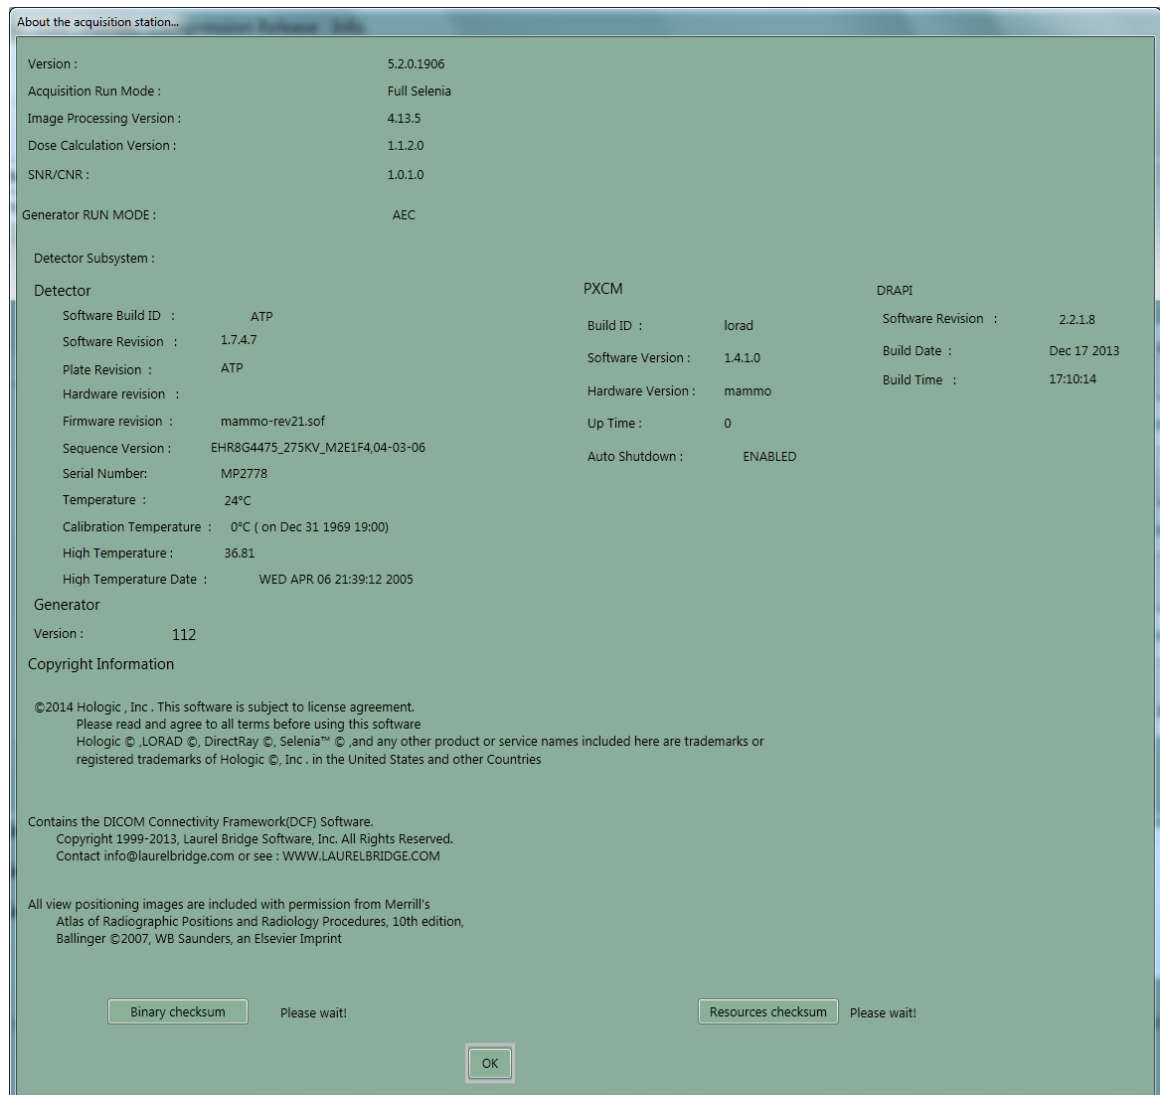 About the acquisition station...
Version : 5.2.0.1906
Acquisition Run Mode : Full Selenia
Image Processing Version : 4.13.5
Dose Calculation Version : 1.1.2.0
SNR/CNR : 1.0.1.0
Generator RUN MODE : AEC
Detector Subsystem :
Detector
Software Build ID : ATP
Software Revision : 1.7.4.7
Plate Revision : ATP
Hardware revision :
Firmware revision : mammo-rev21.sof
Sequence Version : EHR8G4475_275KV_M2E1F4,04-03-06
Serial Number: MP2778
Temperature : 24°C
Calibration Temperature : 0°C ( on Dec 31 1969 19:00)
High Temperature : 36.81
High Temperature Date : WED APR 06 21:39:12 2005
PXCM
Build ID : lorad
Software Version : 1.4.1.0
Hardware Version : mammo
Up Time : 0
Auto Shutdown : ENABLED
DRAPI
Software Revision : 2.2.1.8
Build Date : Dec 17 2013
Build Time : 17:10:14
Generator
Version : 112
Copyright Information
©2014 Hologic , Inc . This software is subject to license agreement.
Please read and agree to all terms before using this software
Hologic © ,LORAD ©, DirectRay ©, Selenia™ © ,and any other product or service names included here are trademarks or
registered trademarks of Hologic ©, Inc . in the United States and other Countries
Contains the DICOM Connectivity Framework(DCF) Software.
Copyright 1999-2013, Laurel Bridge Software, Inc. All Rights Reserved.
Contact info@laurelbridge.com or see : WWW.LAURELBRIDGE.COM
All view positioning images are included with permission from Merrill's
Atlas of Radiographic Positions and Radiology Procedures, 10th edition,
Ballinger ©2007, WB Saunders, an Elsevier Imprint
Binary checksum Please wait!
Resources checksum Please wait!
OK